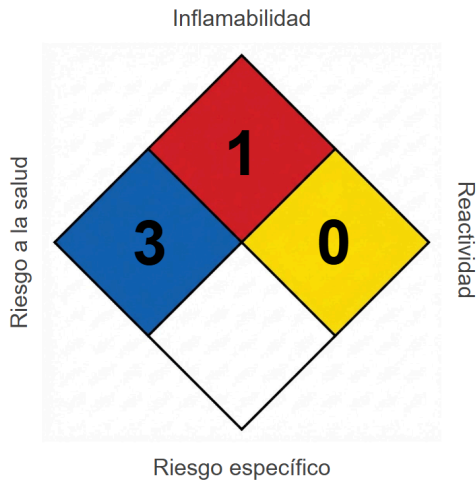 Inflamabilidad
1
Riesgo a la salud
3
0
Reactividad
Riesgo específico